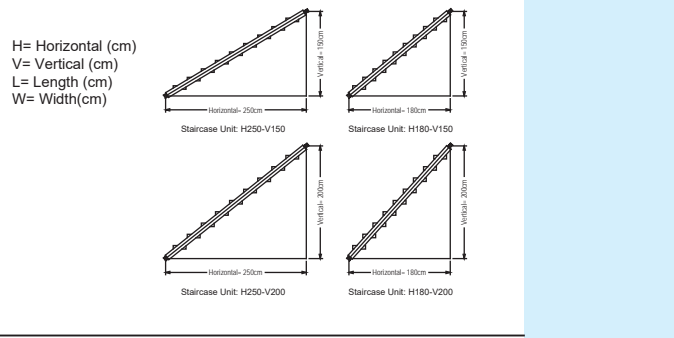 H= Horizontal (cm)
V= Vertical (cm)
L= Length (cm)
W= Width(cm)
Vertical= 150cm
Horizontal= 250cm
Staircase Unit: H250-V150
Vertical= 150cm
Horizontal= 180cm
Staircase Unit: H180-V150
Vertical= 200cm
Horizontal= 250cm
Staircase Unit: H250-V200
Vertical= 200cm
Horizontal= 180cm
Staircase Unit: H180-V200